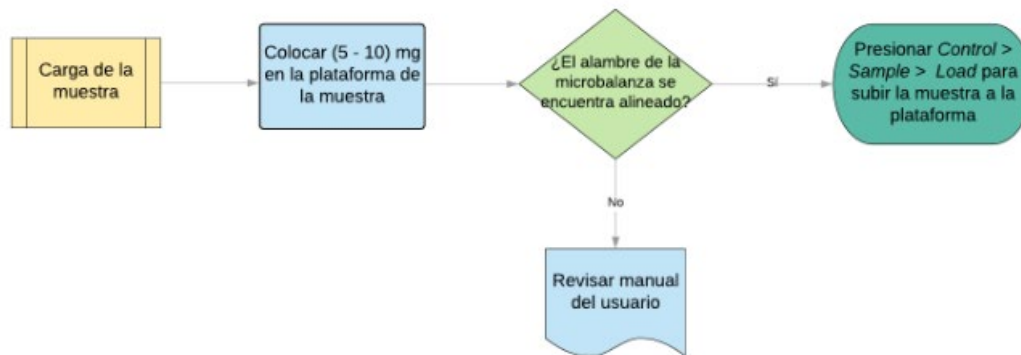 Carga de la
muestra
Colocar (5 - 10) mg
en la plataforma de
la muestra
¿El alambre de la
microbalanza se
encuentra alineado?
Sí
Presionar Control >
Sample > Load para
subir la muestra a la
plataforma
No
Revisar manual
del usuario